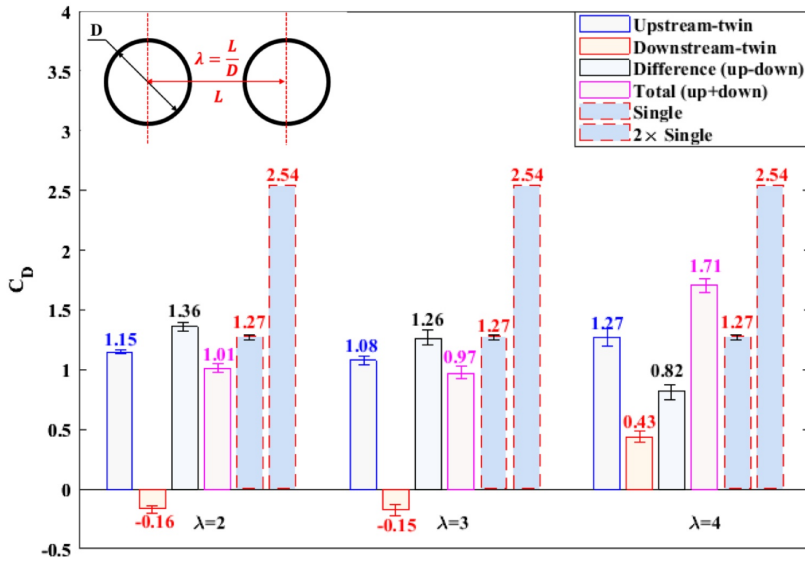 4
3.5
3
2.5
2
1.5
1
0.5
0
-0.5
C_D
D
λ = L/D
L
Upstream-twin
Downstream-twin
Difference (up-down)
Total (up+down)
Single
2× Single
1.15
-0.16
1.36
1.01
1.27
2.54
λ=2
1.08
-0.15
1.26
0.97
1.27
2.54
λ=3
1.27
0.43
0.82
1.71
1.27
2.54
λ=4